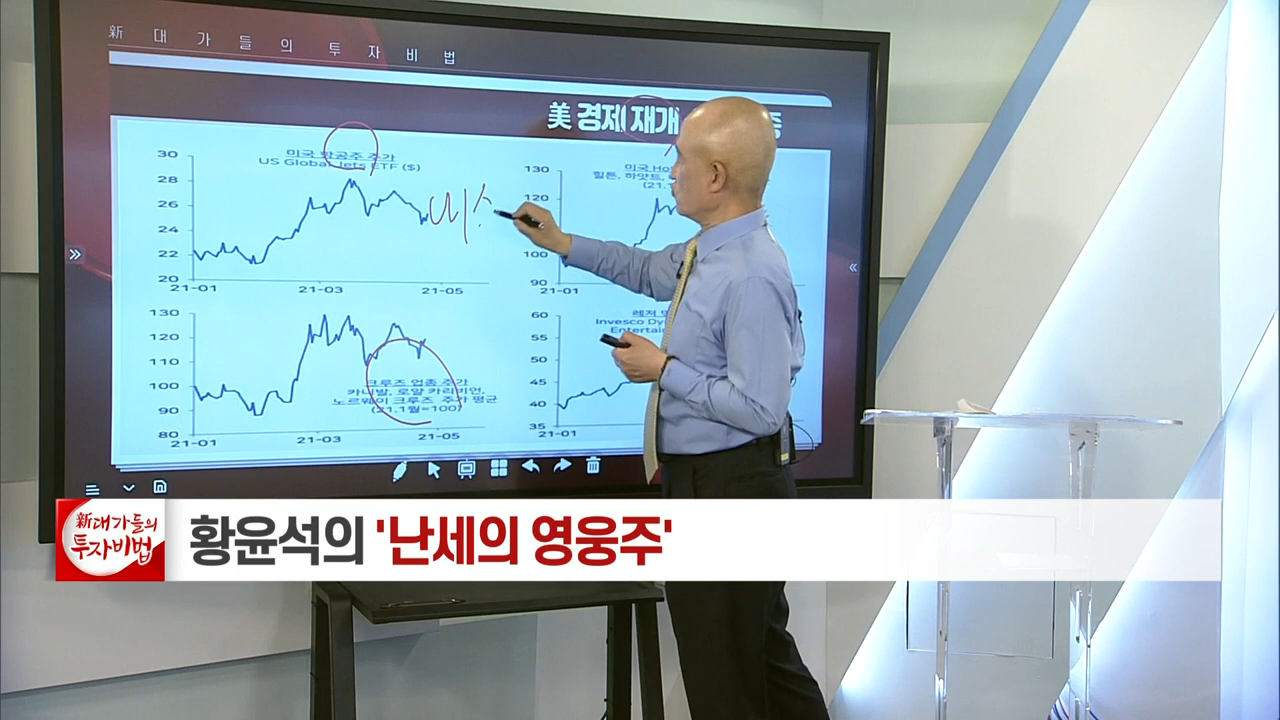 新 대 가 들 의 투 자 비 법
美 경제 재개
미국 항공주 주가
US Global Jets ETF ($)
30
28
26
24
22
20
21-01 21-03 21-05
미국
힐튼, 하얏트,
(21.1
130
120
100
90
21-01
130
120
110
100
90
80
크루즈 업종 주가
카니발, 로얄 카리비언,
노르웨이 크루즈 주가 평균
(21.1월=100)
21-01 21-03 21-05
레져
Invesco
60
55
50
45
40
35
21-01
新대가들의
투자비법
황윤석의 '난세의 영웅주'